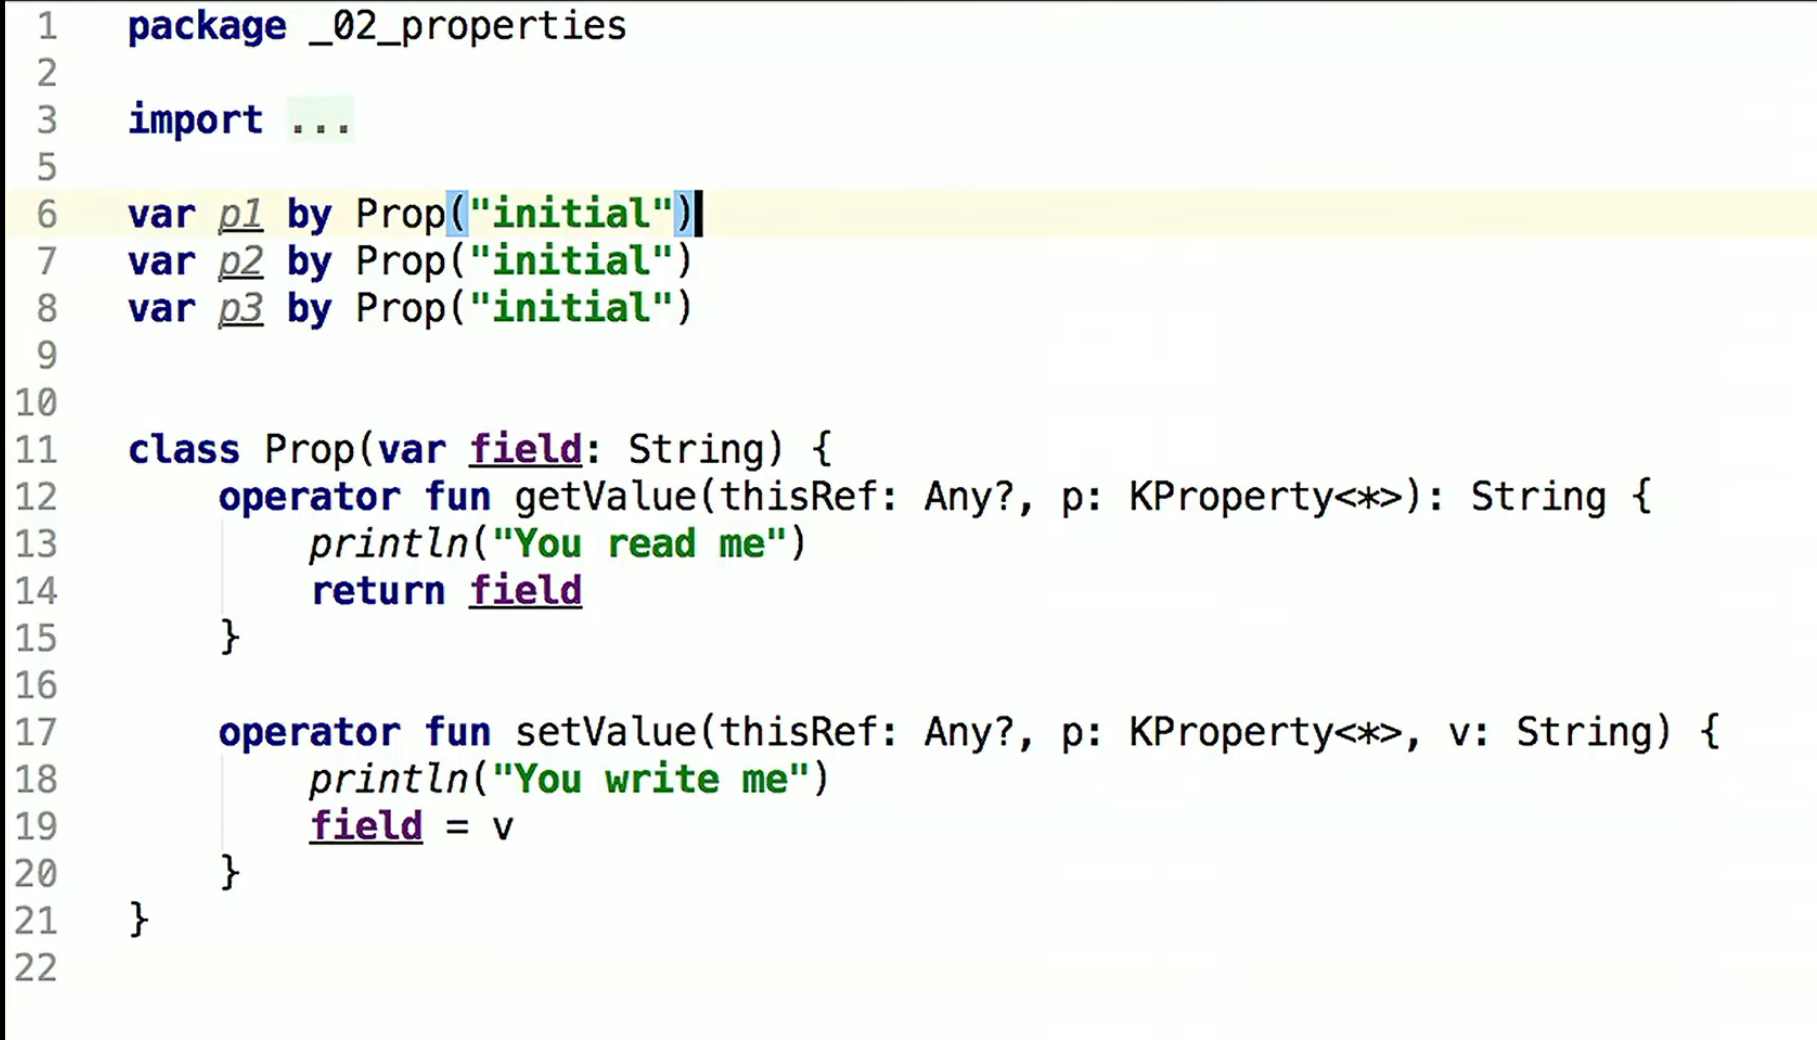 1 package _02_properties
2
3 import ...
5
6 var p1 by Prop("initial")
7 var p2 by Prop("initial")
8 var p3 by Prop("initial")
9
10
11 class Prop(var field: String) {
12     operator fun getValue(thisRef: Any?, p: KProperty<*>): String {
13         println("You read me")
14         return field
15     }
16
17     operator fun setValue(thisRef: Any?, p: KProperty<*>, v: String) {
18         println("You write me")
19         field = v
20     }
21 }
22